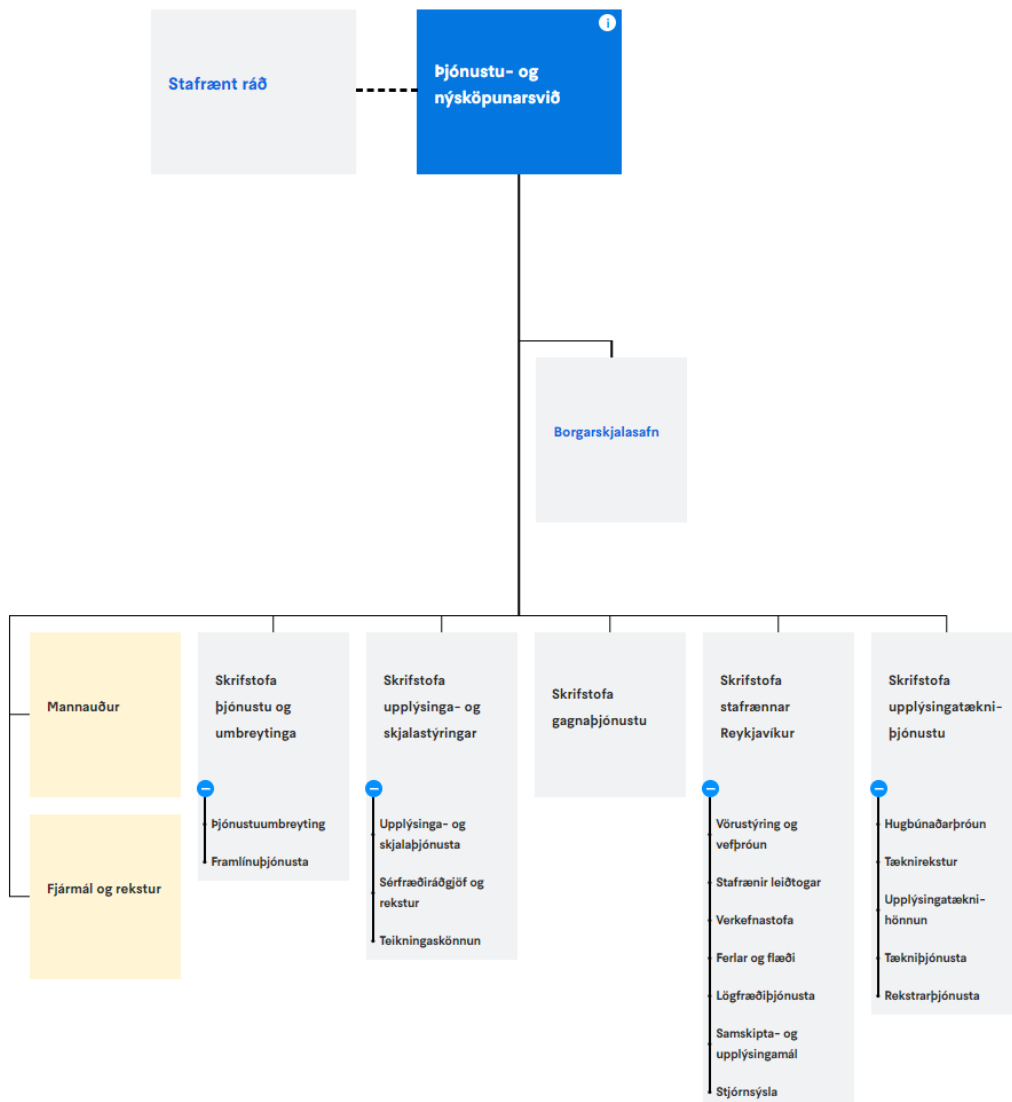 Stafrænt ráð
Þjónustu- og
nýsköpunarsvið
Borgarskjalasafn
Mannauður
Fjármál og rekstur
Skrifstofa
þjónustu og
umbreytinga
Þjónustuumbreyting
Framlínuþjónusta
Skrifstofa
upplýsinga- og
skjalastýringar
Upplýsinga- og
skjalaþjónusta
Sérfræðiráðgjöf og
rekstur
Teikningaskönnun
Skrifstofa
gagnaþjónustu
Skrifstofa
stafrænnar
Reykjavíkur
Vörustýring og
vefþróun
Stafrænir leiðtogar
Verkefnastofa
Ferlar og flæði
Lögfræðiþjónusta
Samskipta- og
upplýsingamál
Stjórnsýsla
Skrifstofa
upplýsingatækni-
þjónustu
Hugbúnaðarþróun
Tæknirekstur
Upplýsingatækni-
hönnun
Tækniþjónusta
Rekstrarþjónusta